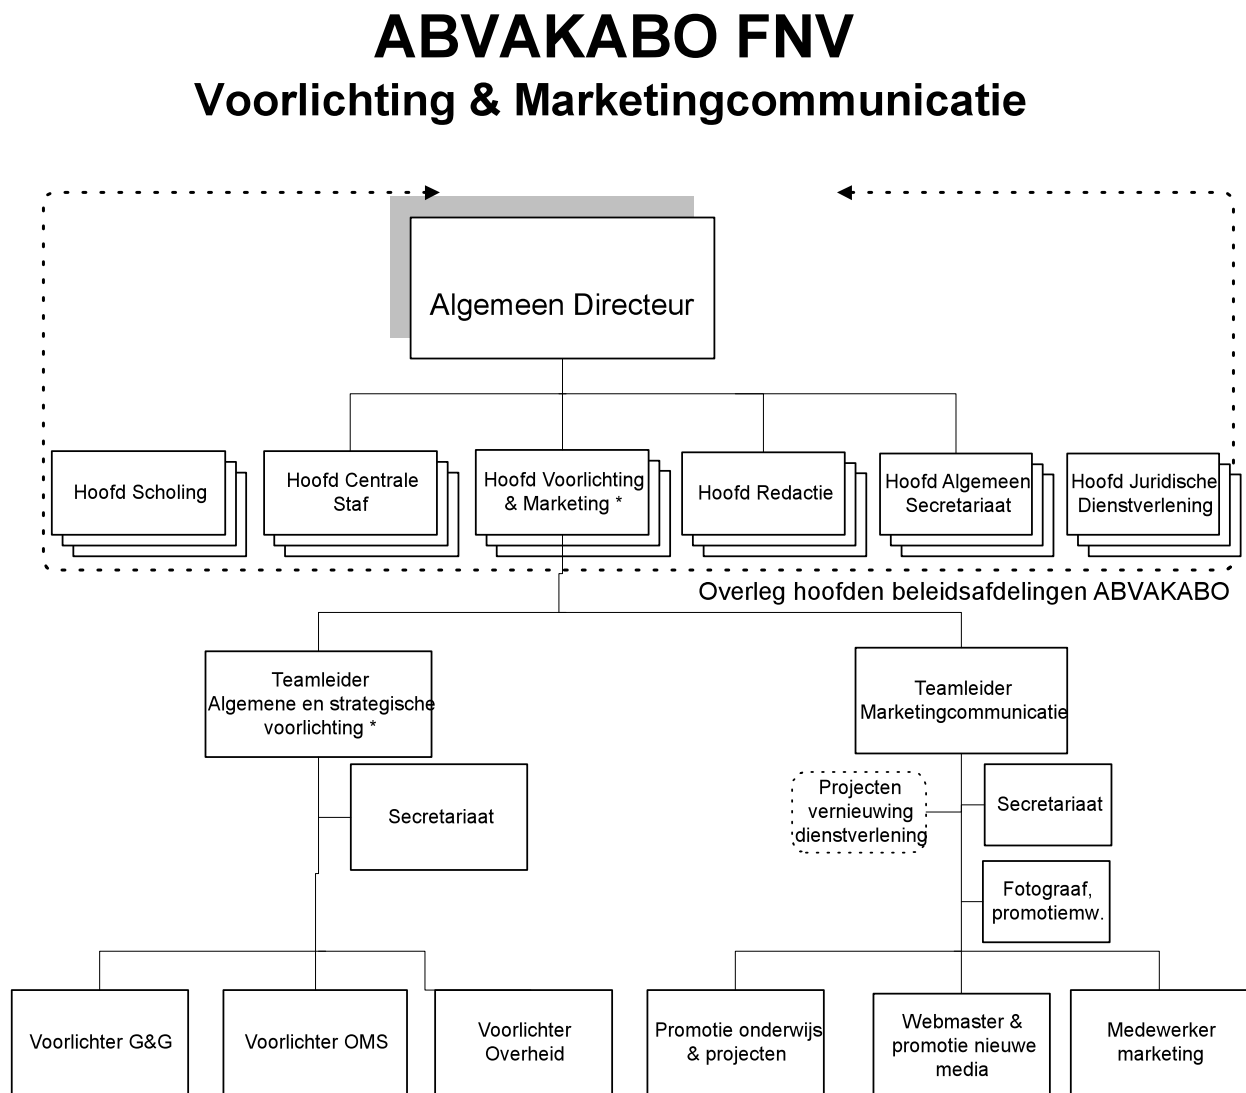 ABVAKABO FNV
Voorlichting & Marketingcommunicatie
Algemeen Directeur
Hoofd Scholing
Hoofd Centrale
Staf
Hoofd Voorlichting
& Marketing *
Hoofd Redactie
Hoofd Algemeen
Secretariaat
Hoofd Juridische
Dienstverlening
Overleg hoofden beleidsafdelingen ABVAKABO
Teamleider
Algemene en strategische
voorlichting *
Teamleider
Marketingcommunicatie
Secretariaat
Projecten
vernieuwing
dienstverlening
Secretariaat
Fotograaf,
promotiemw.
Voorlichter G&G
Voorlichter OMS
Voorlichter
Overheid
Promotie onderwijs
& projecten
Webmaster &
promotie nieuwe
media
Medewerker
marketing